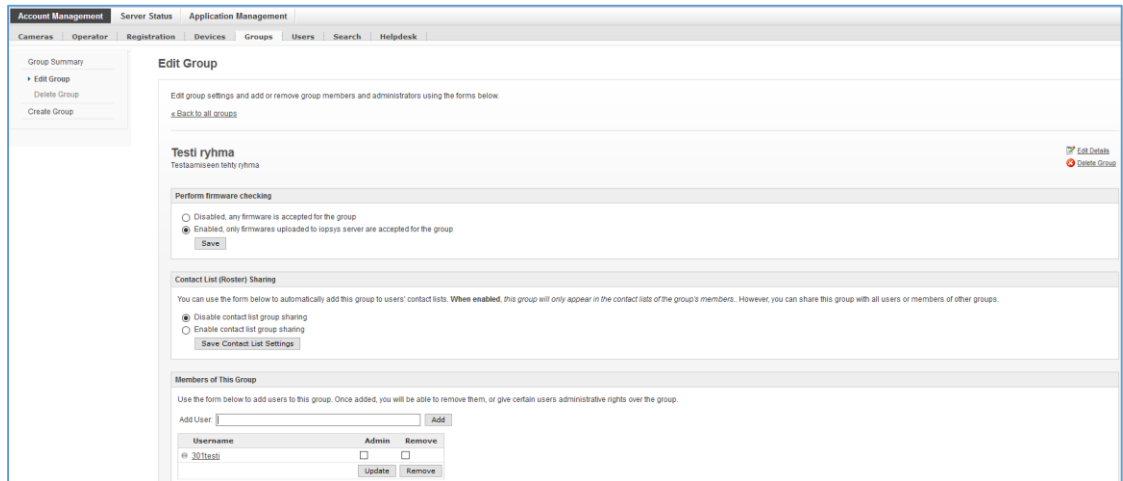 Account Management Server Status Application Management
Cameras Operator Registration Devices Groups Users Search Helpdesk
Group Summary
Edit Group
Delete Group
Create Group
Edit Group
Edit group settings and add or remove group members and administrators using the forms below.
« Back to all groups
Testi ryhma
Testaamiseen tehty ryhma
Edit Details
Delete Group
Perform firmware checking
Disabled, any firmware is accepted for the group
Enabled, only firmwares uploaded to iopsys server are accepted for the group
Save
Contact List (Roster) Sharing
You can use the form below to automatically add this group to users' contact lists. When enabled, this group will only appear in the contact lists of the group's members.. However, you can share this group with all users or members of other groups.
Disable contact list group sharing
Enable contact list group sharing
Save Contact List Settings
Members of This Group
Use the form below to add users to this group. Once added, you will be able to remove them, or give certain users administrative rights over the group.
Add User: Add
Username Admin Remove
301testi
Update Remove